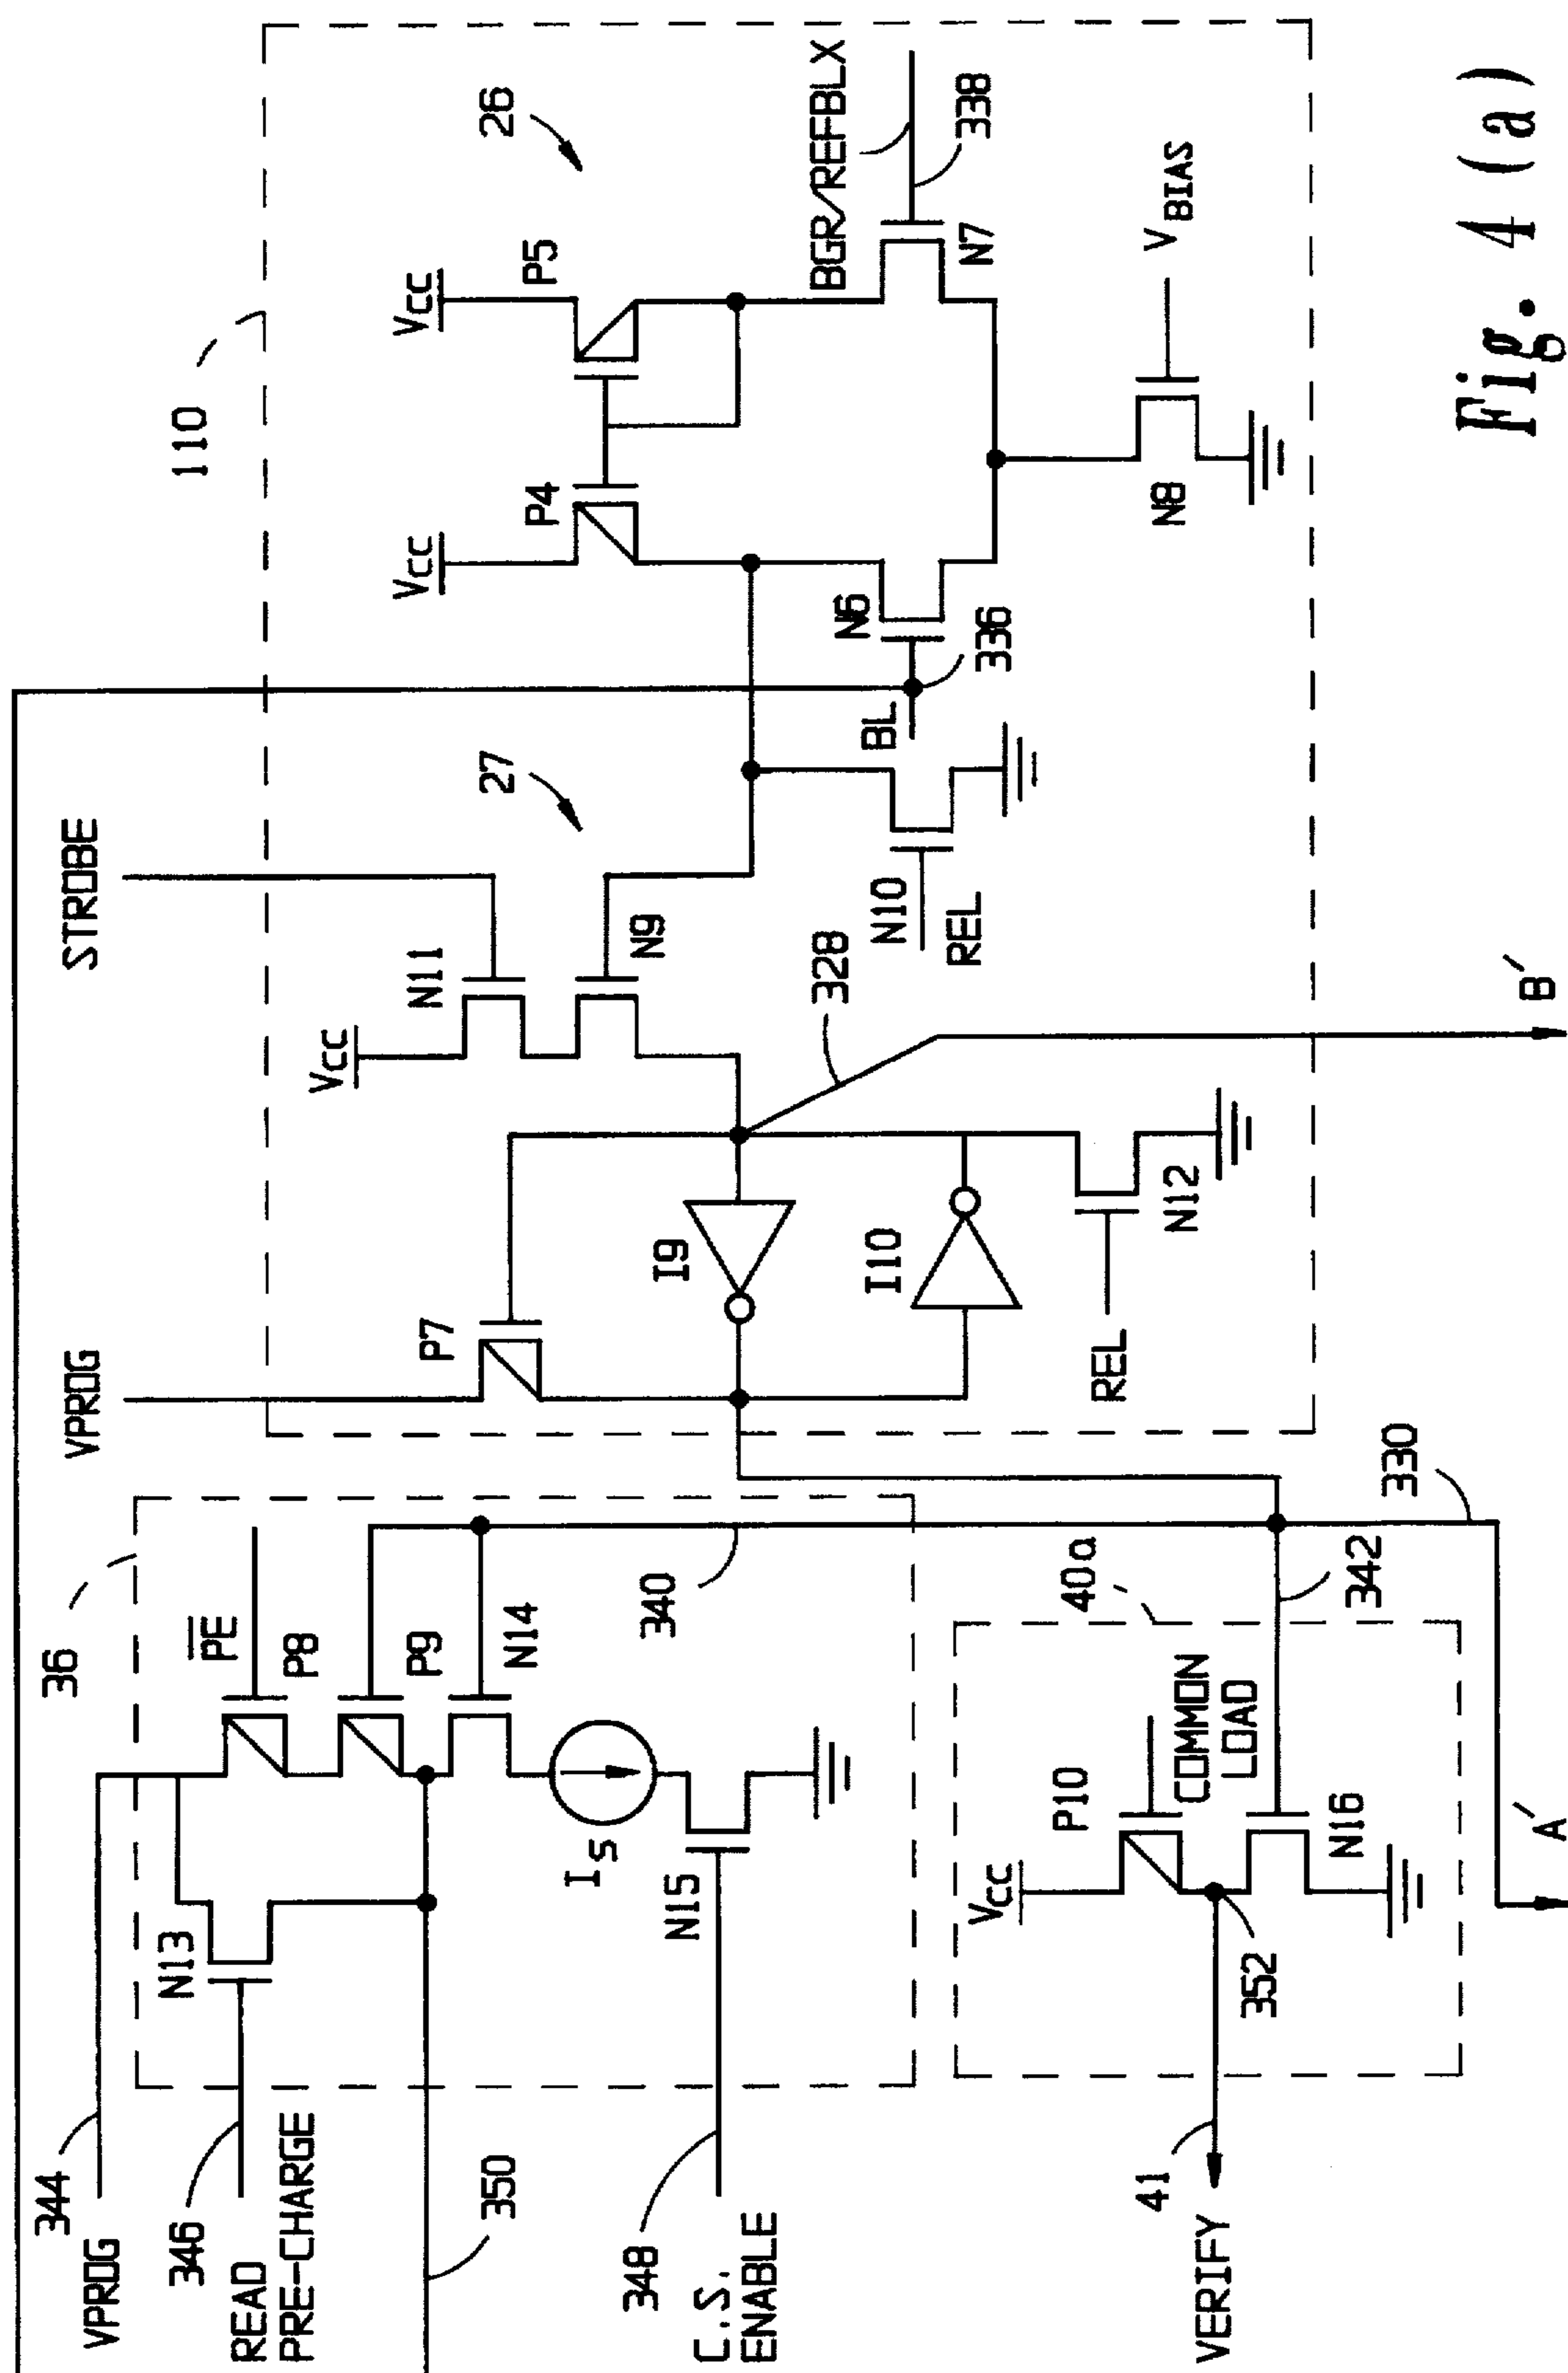 344
VPROG
346
READ
PRE-CHARGE
350
348
C.S.
ENABLE
41
VERIFY
36
PE
P8
P9
N14
N13
I S
N15
340
40a
VCC
P10
COMMON
LOAD
N16
352
342
330
A'
VPROG
STROBE
110
P7
I9
I10
REL
N12
328
B'
VCC
N11
N9
27
N10
REL
BL
336
N6
VCC
P4
VCC
P5
26
BGR/REFBLX
338
N7
N8
VBIAS
Fig. 4 (a)